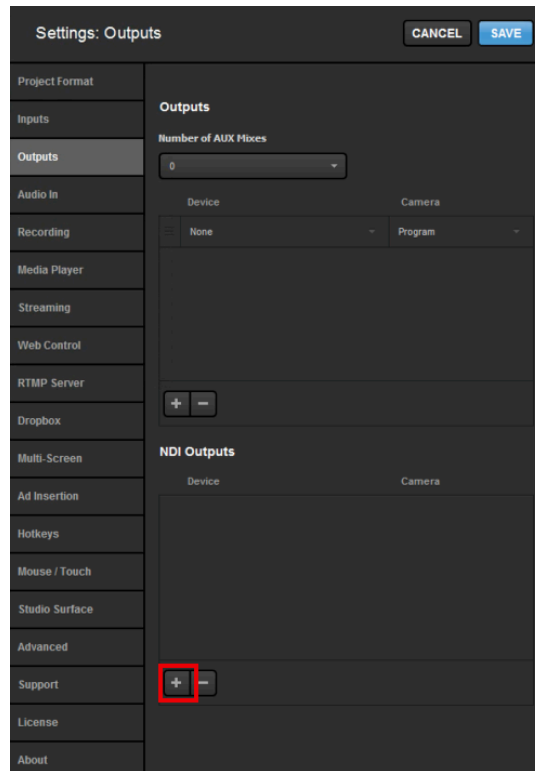 Settings: Outputs
CANCEL
SAVE
Project Format
Inputs
Outputs
Audio In
Recording
Media Player
Streaming
Web Control
RTMP Server
Dropbox
Multi-Screen
Ad Insertion
Hotkeys
Mouse / Touch
Studio Surface
Advanced
Support
License
About
Outputs
Number of AUX Mixes
0
Device Camera
None Program
+ −
NDI Outputs
Device Camera
+ −